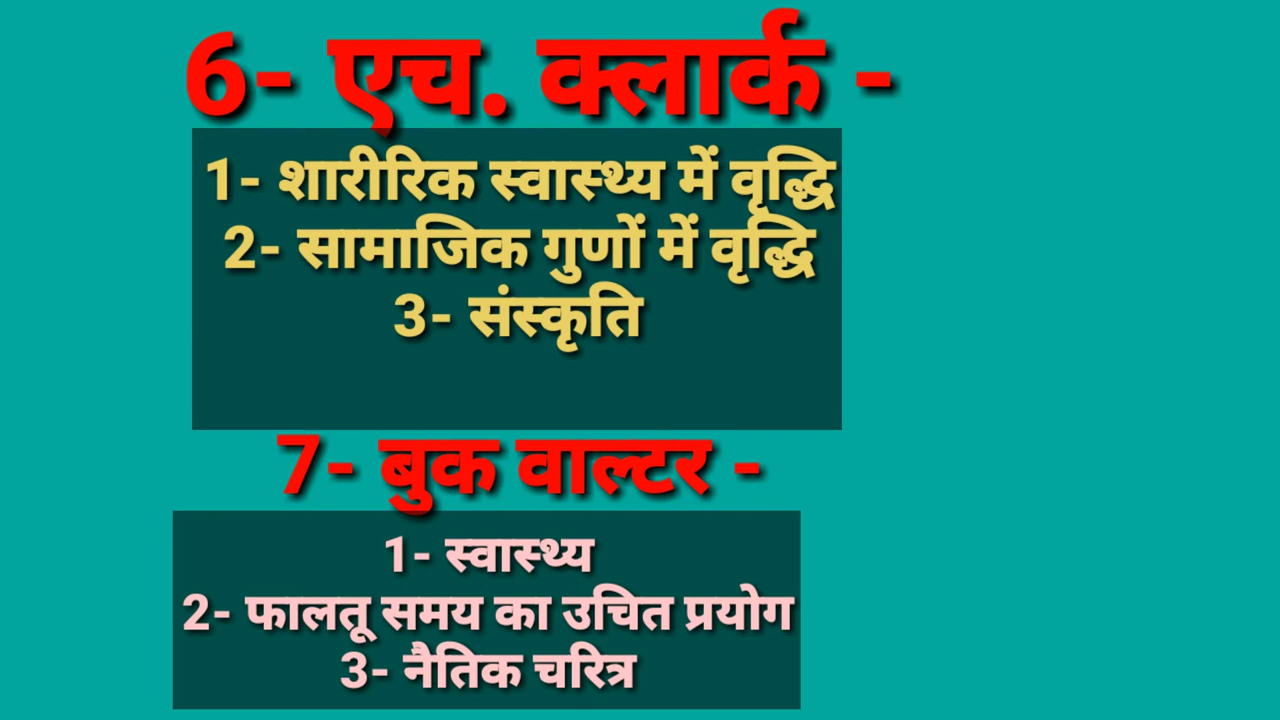 6- एच. क्लार्क -
1- शारीरिक स्वास्थ्य में वृद्धि
2- सामाजिक गुणों में वृद्धि
3- संस्कृति
7- बुक वाल्टर -
1- स्वास्थ्य
2- फालतू समय का उचित प्रयोग
3- नैतिक चरित्र